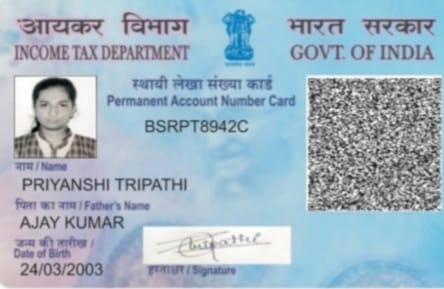 आयकर विभाग
INCOME TAX DEPARTMENT
भारत सरकार
GOVT. OF INDIA
स्थायी लेखा संख्या कार्ड
Permanent Account Number Card
BSRPT8942C
नाम / Name
PRIYANSHI TRIPATHI
पिता का नाम / Father's Name
AJAY KUMAR
जन्म की तारीख /
Date of Birth
24/03/2003
हस्ताक्षर / Signature